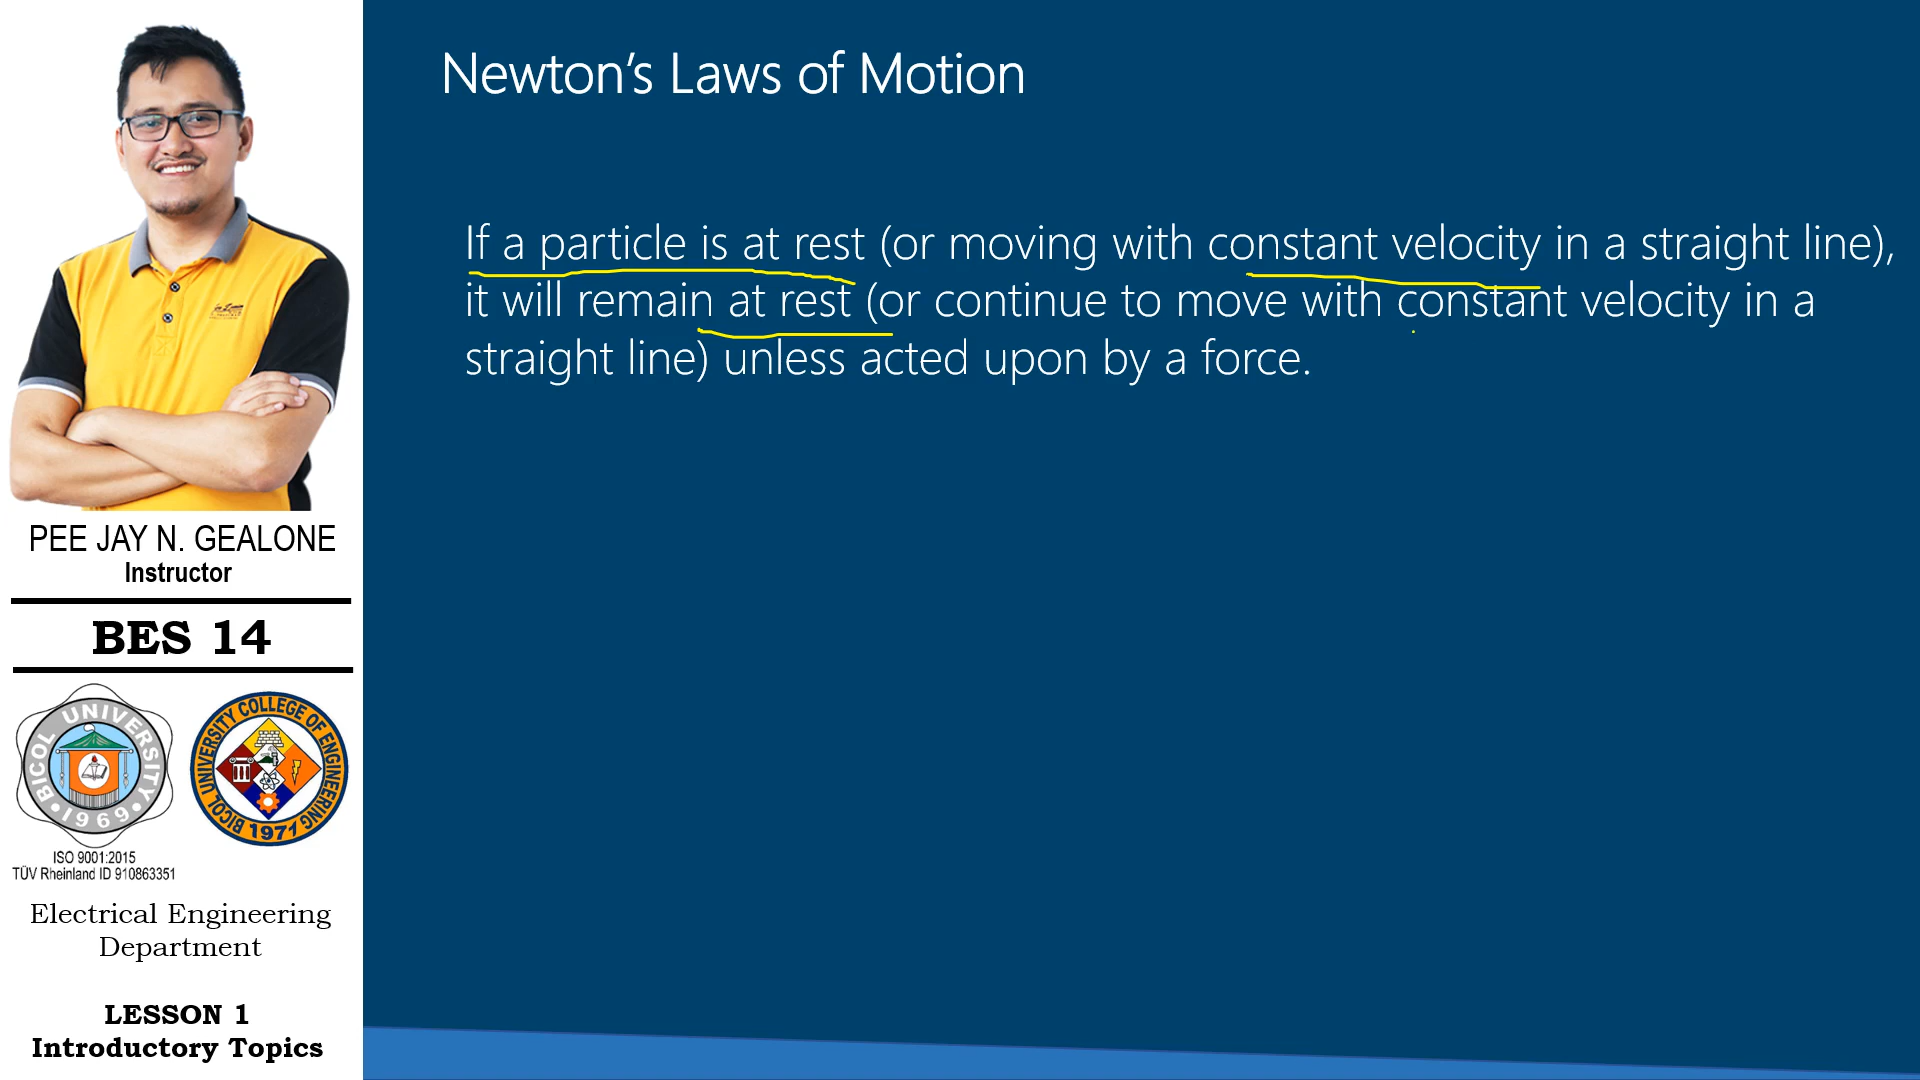 Newton's Laws of Motion
If a particle is at rest (or moving with constant velocity in a straight line),
it will remain at rest (or continue to move with constant velocity in a
straight line) unless acted upon by a force.
PEE JAY N. GEALONE
Instructor
BES 14
BICOL UNIVERSITY
1969
BICOL UNIVERSITY COLLEGE OF ENGINEERING
1971
ISO 9001:2015
TÜV Rheinland ID 910863351
Electrical Engineering
Department
LESSON 1
Introductory Topics